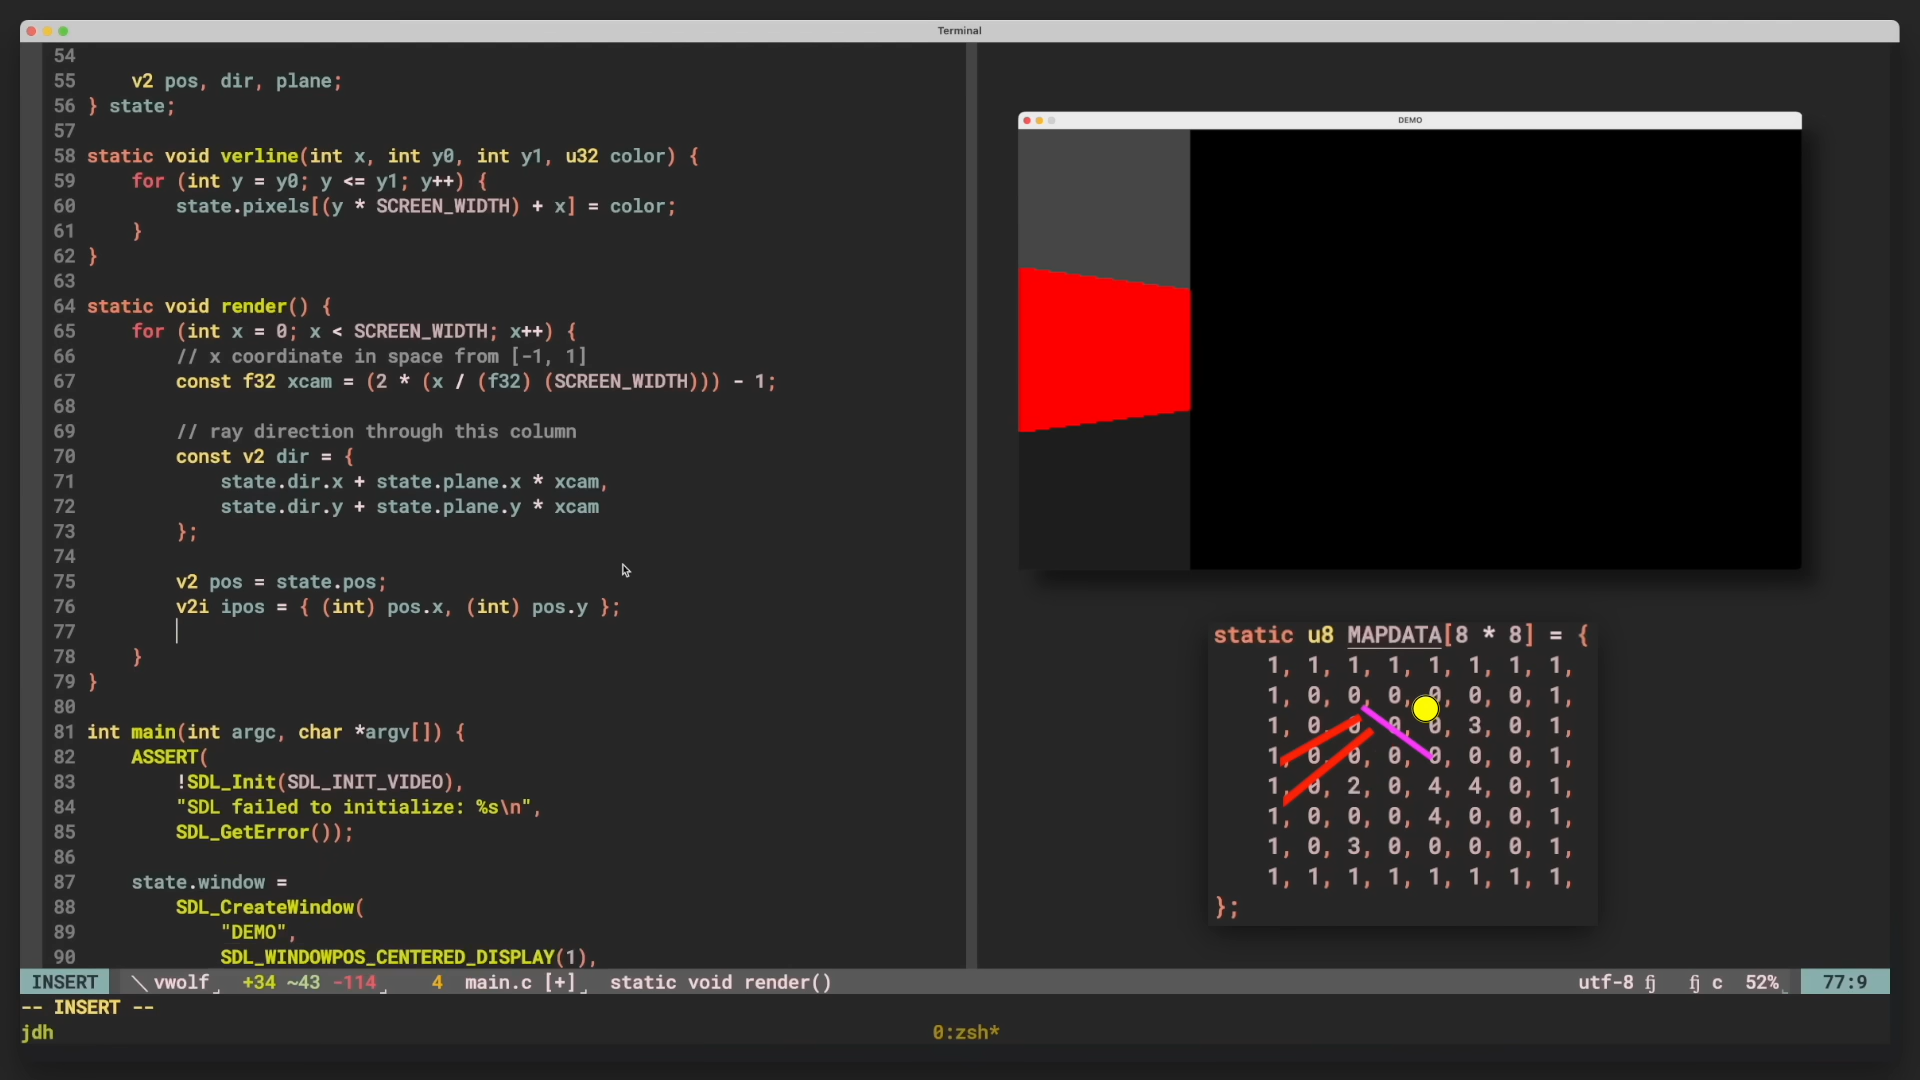 Terminal
54
55     v2 pos, dir, plane;
56 } state;
57
58 static void verline(int x, int y0, int y1, u32 color) {
59     for (int y = y0; y <= y1; y++) {
60         state.pixels[(y * SCREEN_WIDTH) + x] = color;
61     }
62 }
63
64 static void render() {
65     for (int x = 0; x < SCREEN_WIDTH; x++) {
66         // x coordinate in space from [-1, 1]
67         const f32 xcam = (2 * (x / (f32) (SCREEN_WIDTH))) - 1;
68
69         // ray direction through this column
70         const v2 dir = {
71             state.dir.x + state.plane.x * xcam,
72             state.dir.y + state.plane.y * xcam
73         };
74
75         v2 pos = state.pos;
76         v2i ipos = { (int) pos.x, (int) pos.y };
77
78     }
79 }
80
81 int main(int argc, char *argv[]) {
82     ASSERT(
83         !SDL_Init(SDL_INIT_VIDEO),
84         "SDL failed to initialize: %s\n",
85         SDL_GetError());
86
87     state.window =
88         SDL_CreateWindow(
89             "DEMO",
90             SDL_WINDOWPOS_CENTERED_DISPLAY(1),
DEMO
static u8 MAPDATA[8 * 8] = {
1, 1, 1, 1, 1, 1, 1, 1,
1, 0, 0, 0, 0, 0, 0, 1,
1, 0, 0, 0, 0, 3, 0, 1,
1, 0, 0, 0, 0, 0, 0, 1,
1, 0, 2, 0, 4, 4, 0, 1,
1, 0, 0, 0, 4, 0, 0, 1,
1, 0, 3, 0, 0, 0, 0, 1,
1, 1, 1, 1, 1, 1, 1, 1,
};
INSERT vwolf +34 ~43 -114 4 main.c [+] static void render() utf-8 c 52% 77:9
-- INSERT --
jdh 0:zsh*